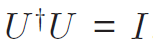 U†U = I